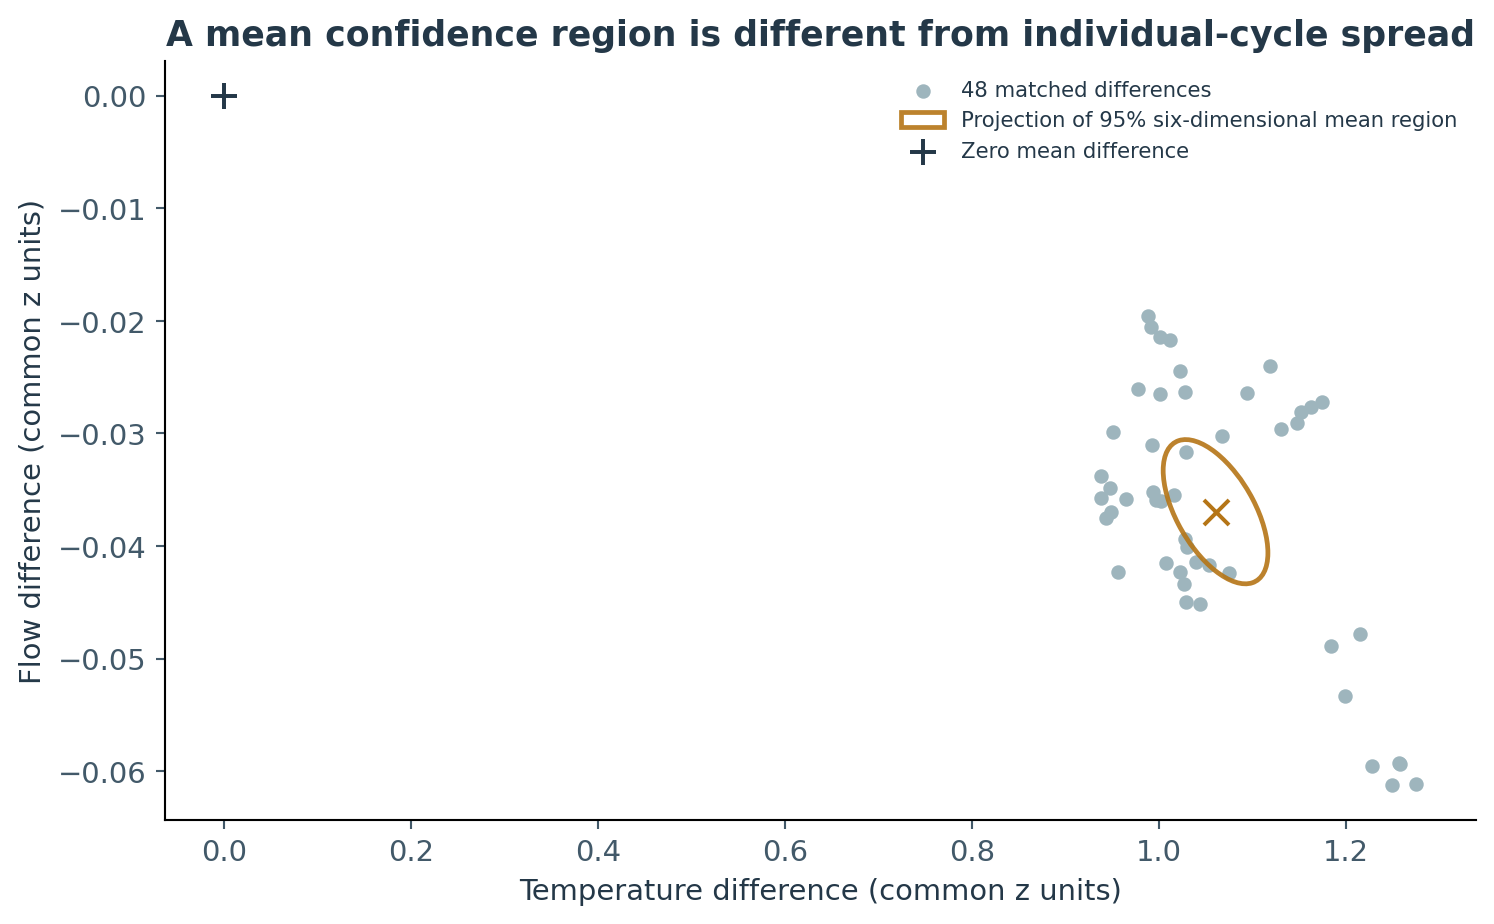 A mean confidence region is different from individual-cycle spread
48 matched differences
Projection of 95% six-dimensional mean region
Zero mean difference
Flow difference (common z units)
0.00
−0.01
−0.02
−0.03
−0.04
−0.05
−0.06
0.0 0.2 0.4 0.6 0.8 1.0 1.2
Temperature difference (common z units)